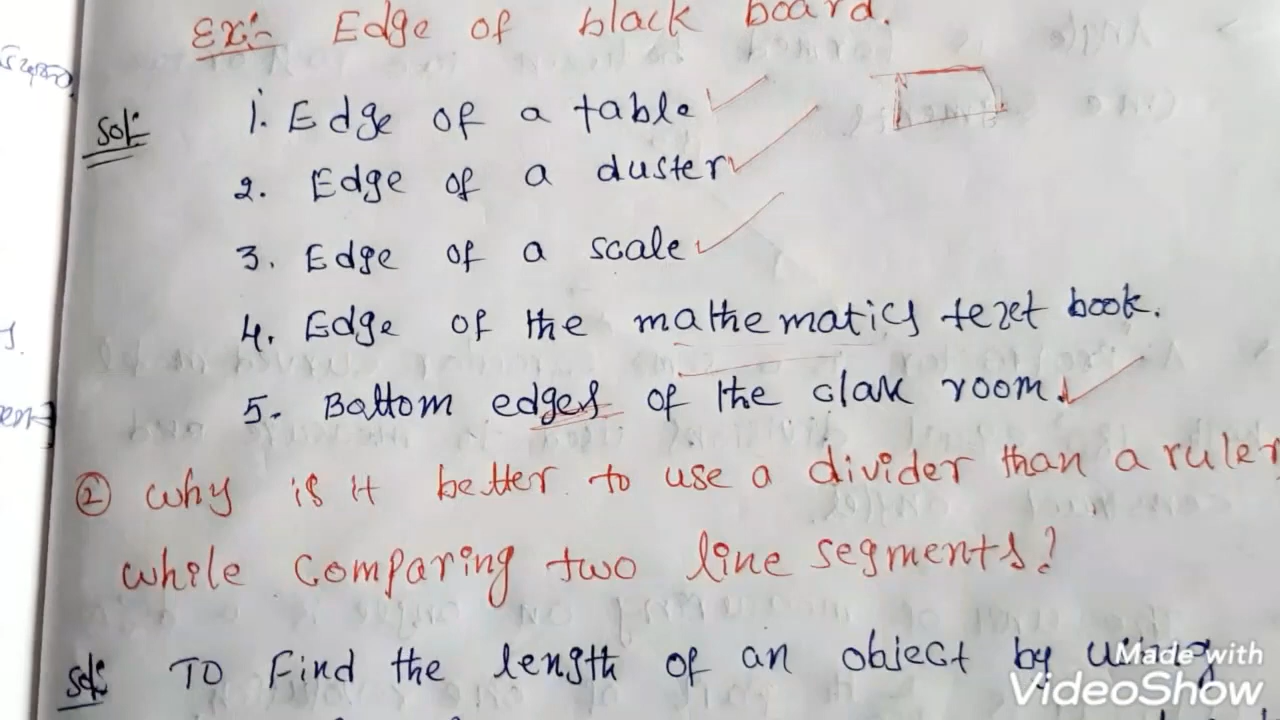 Ex:- Edge of black board.
Sol:
1. Edge of a table
2. Edge of a duster
3. Edge of a scale
4. Edge of the mathematics text book.
5. Bottom edges of the class room.
② Why is it better to use a divider than a ruler
while comparing two line segments?
Sol: To Find the length of an object by using
Made with
VideoShow